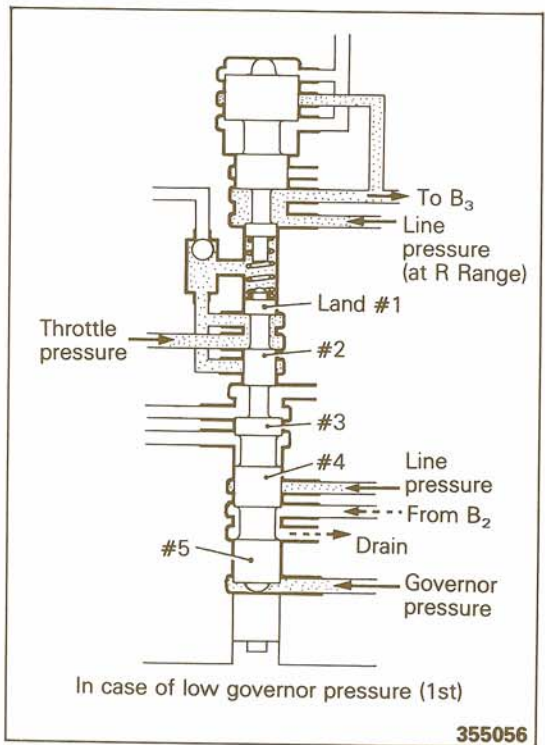 To B₃
Line
pressure
(at R Range)
Land #1
Throttle
pressure
#2
#3
#4
Line
pressure
From B₂
Drain
#5
Governor
pressure
In case of low governor pressure (1st)
355056